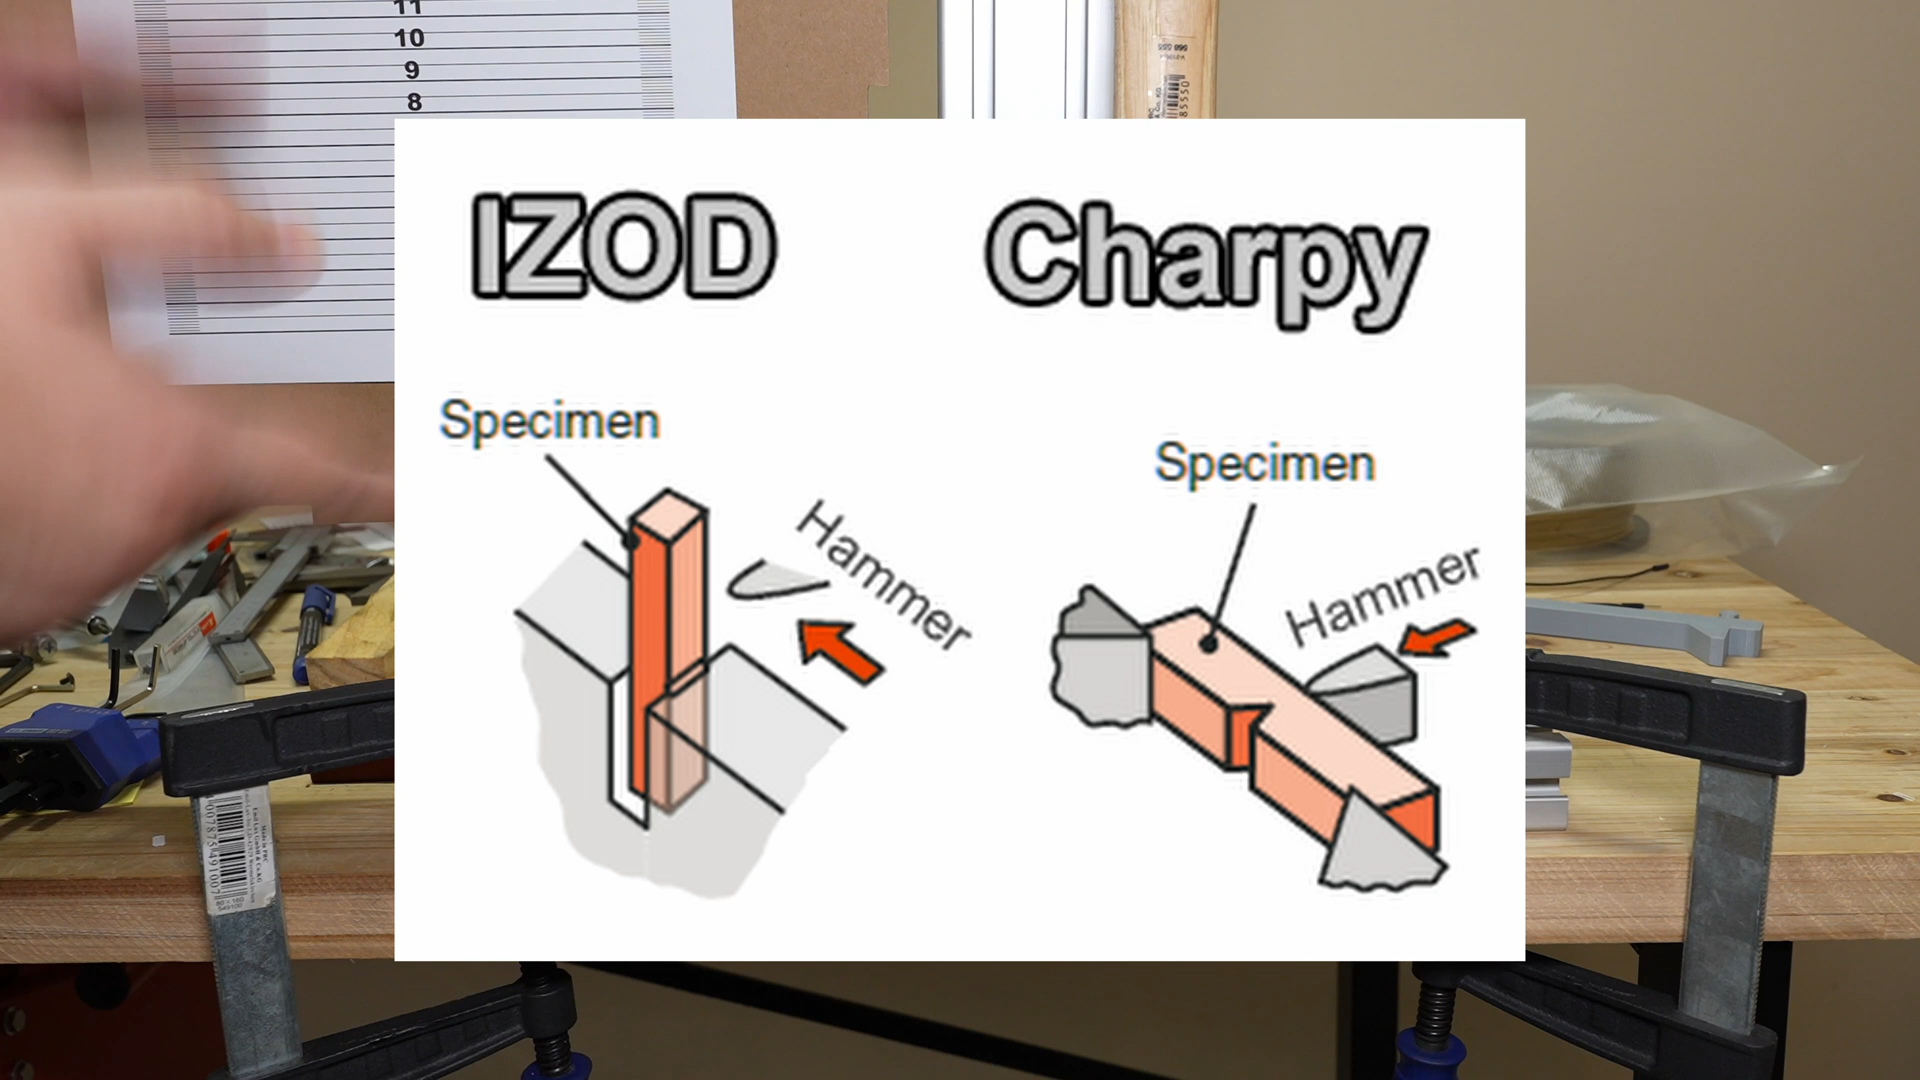 11
10
9
8
IZOD
Charpy
Specimen
Hammer
Specimen
Hammer